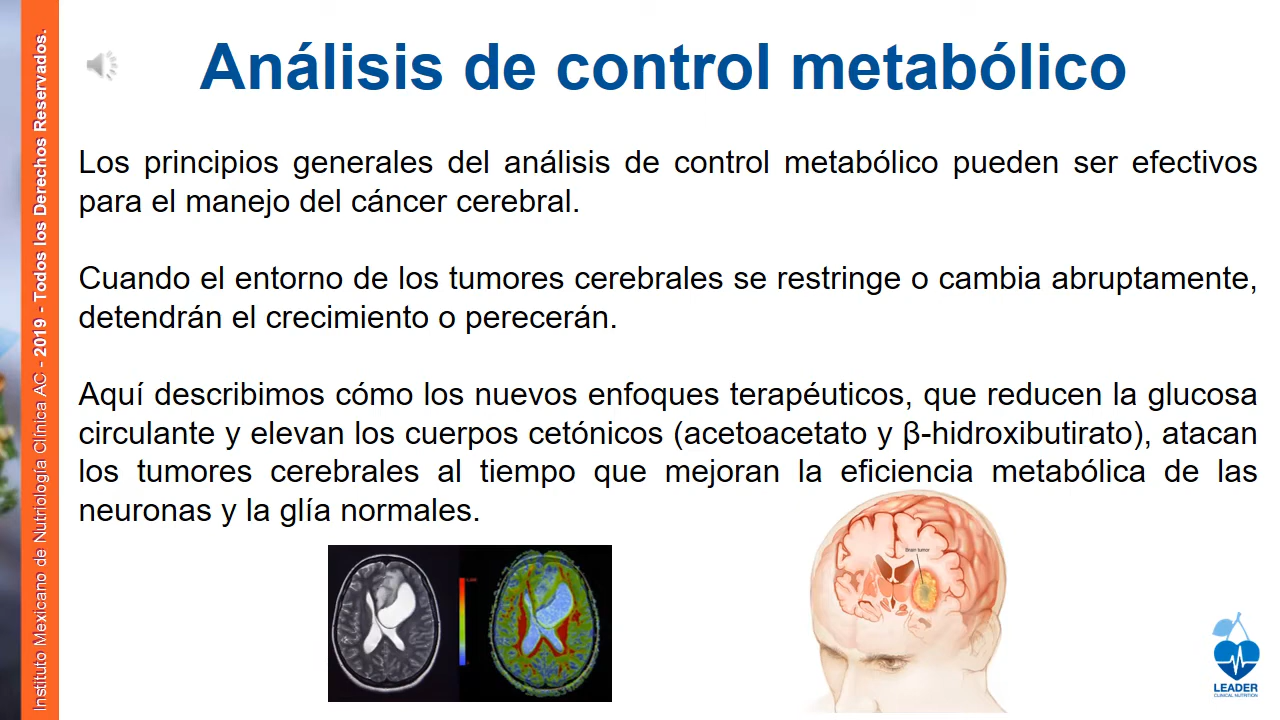 Análisis de control metabólico
Los principios generales del análisis de control metabólico pueden ser efectivos
para el manejo del cáncer cerebral.
Cuando el entorno de los tumores cerebrales se restringe o cambia abruptamente,
detendrán el crecimiento o perecerán.
Aquí describimos cómo los nuevos enfoques terapéuticos, que reducen la glucosa
circulante y elevan los cuerpos cetónicos (acetoacetato y β-hidroxibutirato), atacan
los tumores cerebrales al tiempo que mejoran la eficiencia metabólica de las
neuronas y la glía normales.
Brain tumor
LEADER
CLINICAL NUTRITION
Instituto Mexicano de Nutriología Clínica AC - 2019 - Todos los Derechos Reservados.